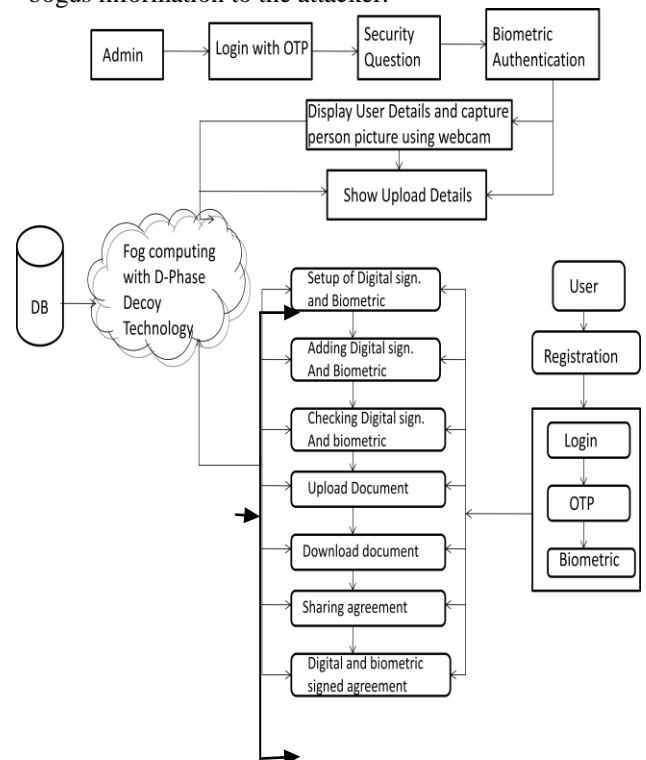 bogus information to the attacker.
Admin
Login with OTP
Security
Question
Biometric
Authentication
Display User Details and capture
person picture using webcam
Show Upload Details
DB
Fog computing
with D-Phase
Decoy
Technology
Setup of Digital sign.
and Biometric
Adding Digital sign.
And Biometric
Checking Digital sign.
And biometric
Upload Document
Download document
Sharing agreement
Digital and biometric
signed agreement
User
Registration
Login
OTP
Biometric